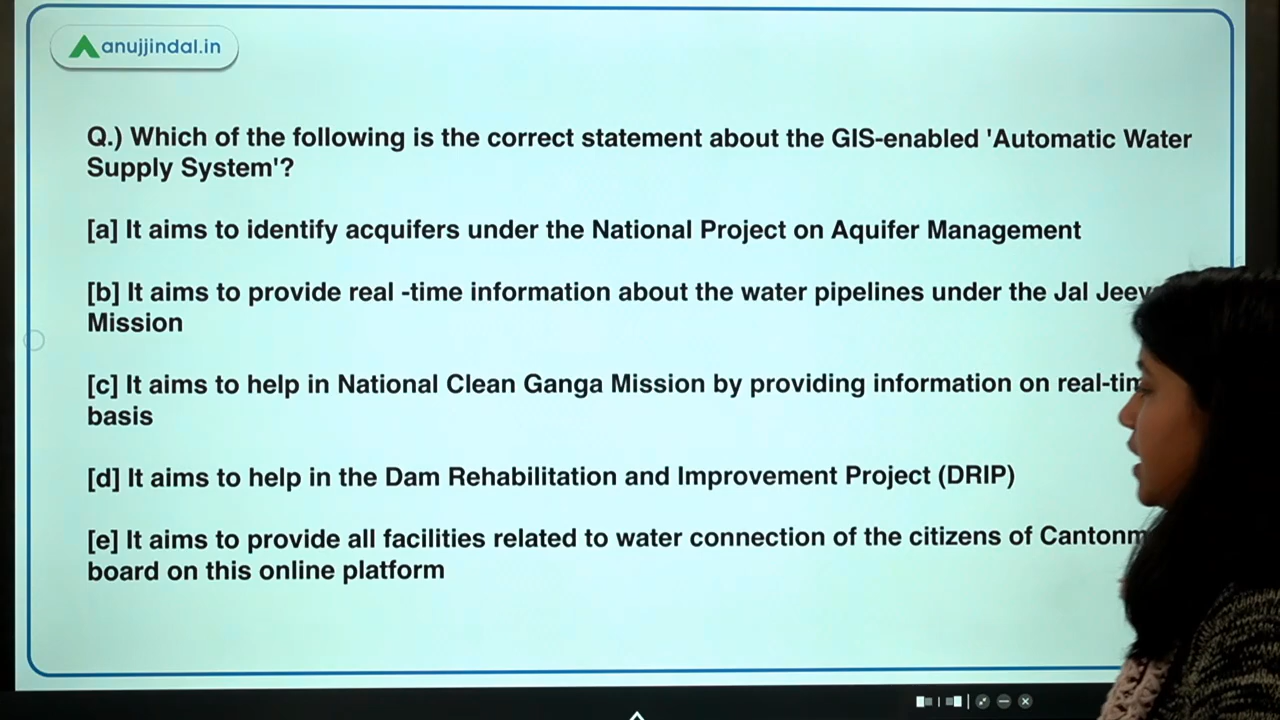 anujjindal.in
Q.) Which of the following is the correct statement about the GIS-enabled 'Automatic Water
Supply System'?
[a] It aims to identify acquifers under the National Project on Aquifer Management
[b] It aims to provide real -time information about the water pipelines under the Jal
Mission
[c] It aims to help in National Clean Ganga Mission by providing information on
basis
[d] It aims to help in the Dam Rehabilitation and Improvement Project (DRIP)
[e] It aims to provide all facilities related to water connection of the citizens of
board on this online platform